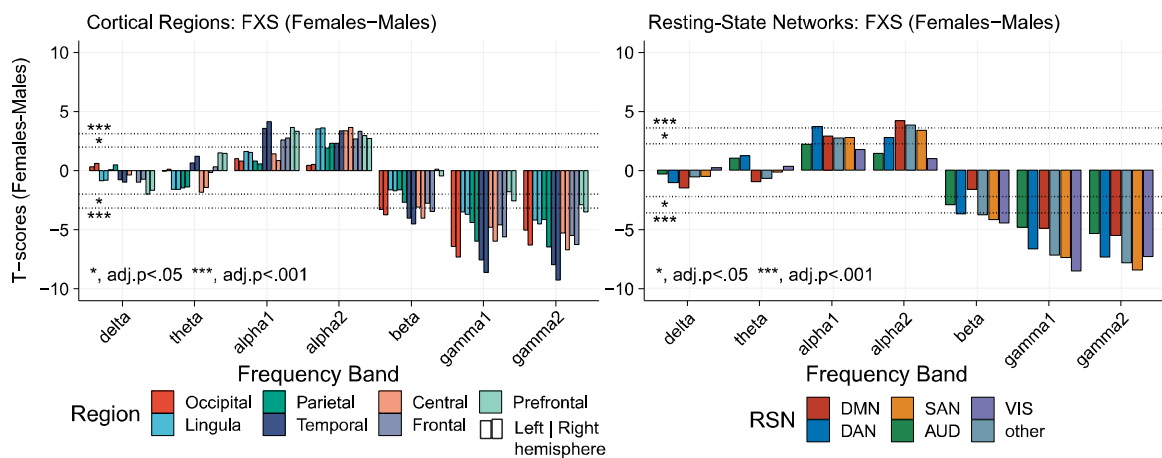 Cortical Regions: FXS (Females−Males)
T−scores (Females−Males)
10
5
0
−5
−10
***
*
*
***
*, adj.p<.05 ***, adj.p<.001
delta
theta
alpha1
alpha2
beta
gamma1
gamma2
Frequency Band
Region
Occipital
Parietal
Central
Prefrontal
Lingula
Temporal
Frontal
Left | Right
hemisphere
Resting−State Networks: FXS (Females−Males)
10
5
0
−5
−10
***
*
*
***
*, adj.p<.05 ***, adj.p<.001
delta
theta
alpha1
alpha2
beta
gamma1
gamma2
Frequency Band
RSN
DMN
SAN
VIS
DAN
AUD
other